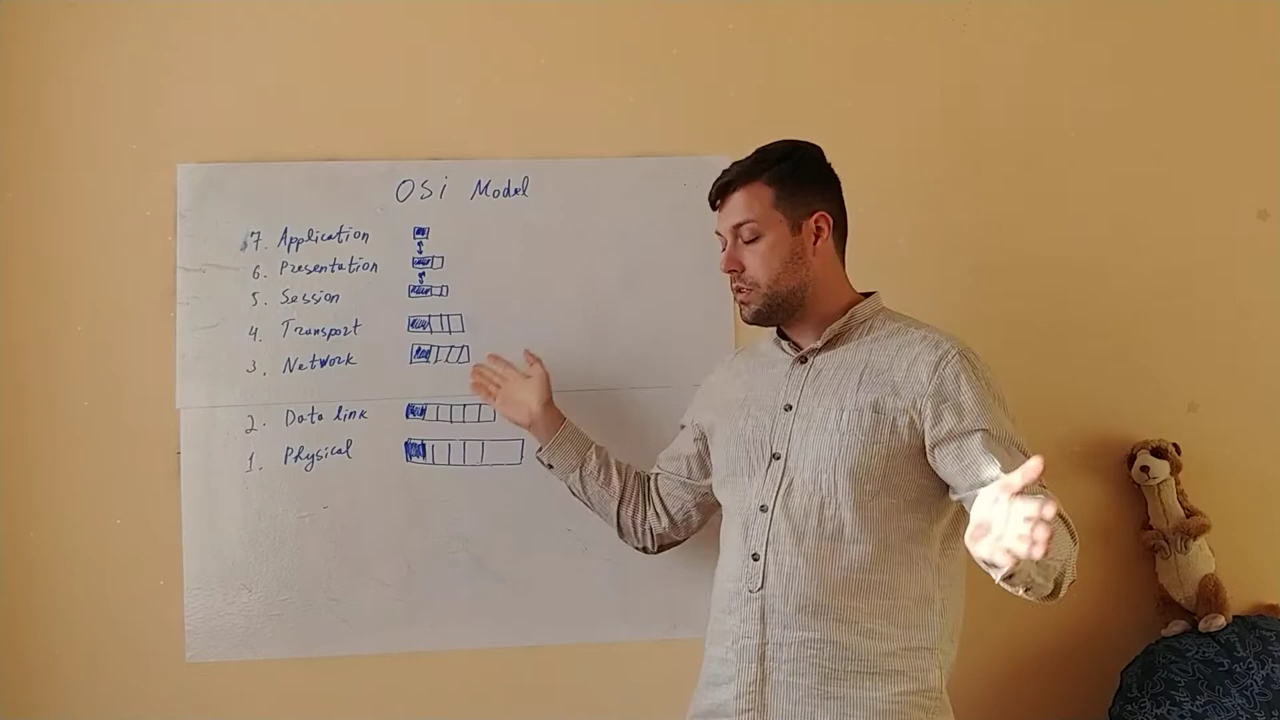 OSi Model
7. Application
6. Presentation
5. Session
4. Transport
3. Network
2. Data link
1. Physical